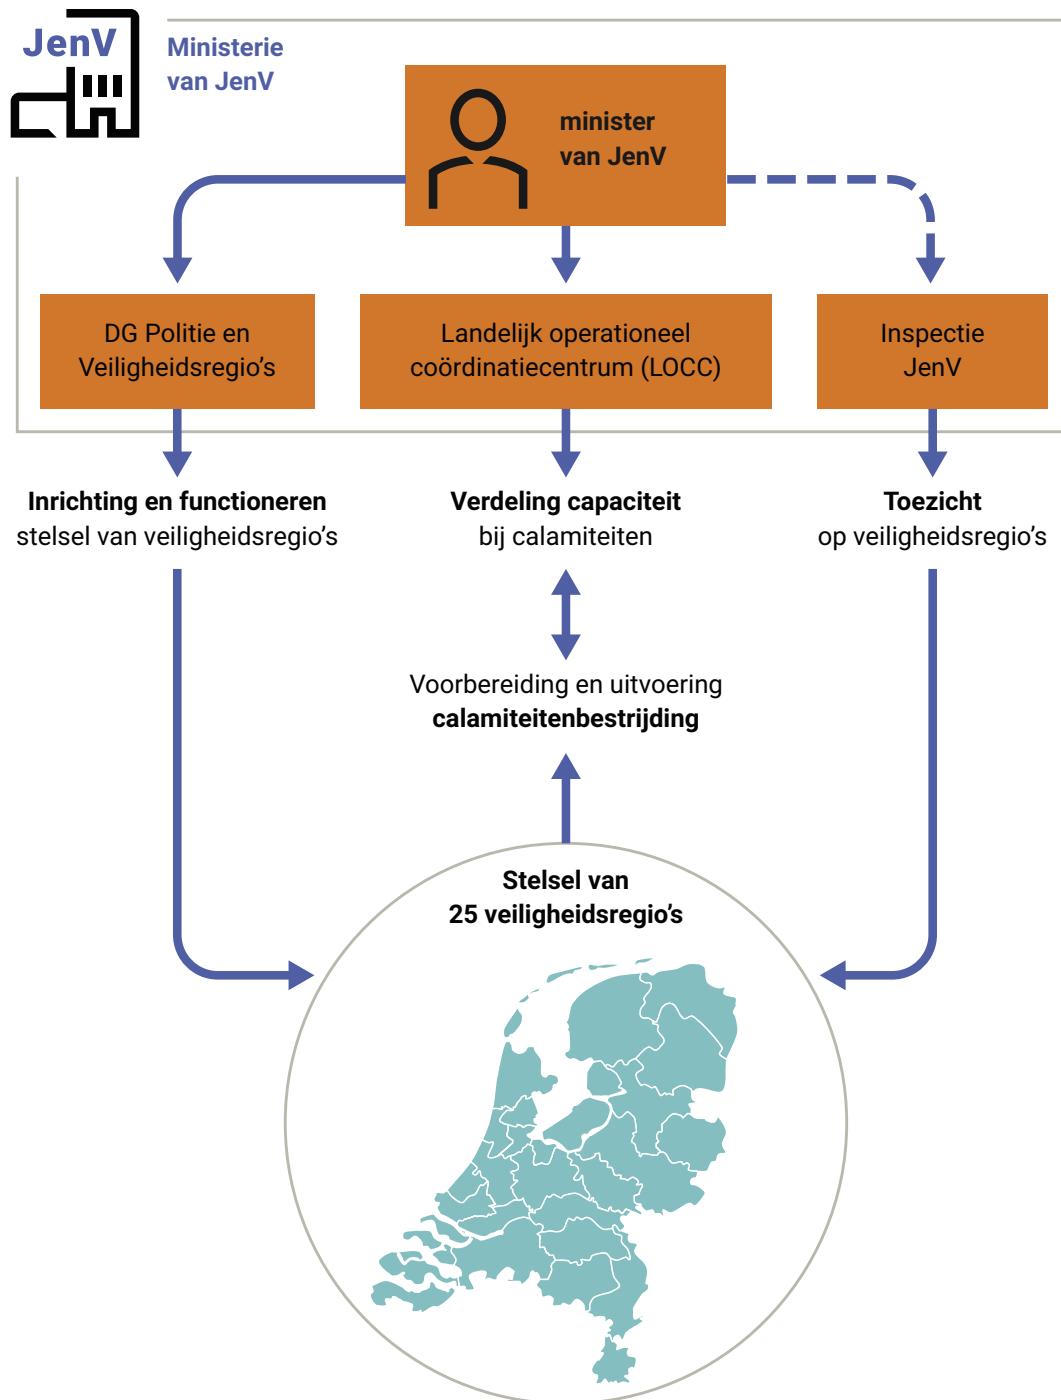 JenV
Ministerie
van JenV
minister
van JenV
DG Politie en
Veiligheidsregio's
Landelijk operationeel
coördinatiecentrum (LOCC)
Inspectie
JenV
Inrichting en functioneren
stelsel van veiligheidsregio's
Verdeling capaciteit
bij calamiteiten
Toezicht
op veiligheidsregio's
Voorbereiding en uitvoering
calamiteitenbestrijding
Stelsel van
25 veiligheidsregio's